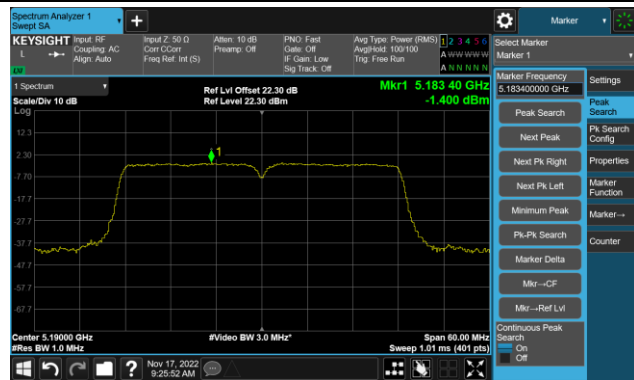 Spectrum Analyzer 1
Swept SA
Marker
KEYSIGHT
L
Input: RF
Coupling: AC
Align: Auto
Input Z: 50 Ω
Corr CCorr
Freq Ref: Int (S)
Atten: 10 dB
Preamp: Off
PNO: Fast
Gate: Off
IF Gain: Low
Sig Track: Off
Avg Type: Power (RMS)
Avg|Hold: 100/100
Trig: Free Run
1 2 3 4 5 6
A W W W W W
A N N N N N
Select Marker
Marker 1
1 Spectrum
Scale/Div 10 dB
Log
Ref Lvl Offset 22.30 dB
Ref Level 22.30 dBm
Mkr1 5.183 40 GHz
-1.400 dBm
1
12.3
2.30
-7.70
-17.7
-27.7
-37.7
-47.7
-57.7
-67.7
Center 5.19000 GHz
#Res BW 1.0 MHz
#Video BW 3.0 MHz*
Span 60.00 MHz
Sweep 1.01 ms (401 pts)
Marker Frequency
5.183400000 GHz
Peak Search
Next Peak
Next Pk Right
Next Pk Left
Minimum Peak
Pk-Pk Search
Marker Delta
Mkr→CF
Mkr→Ref Lvl
Continuous Peak
Search
On
Off
Settings
Peak
Search
Pk Search
Config
Properties
Marker
Function
Marker→
Counter
?
Nov 17, 2022
9:25:52 AM